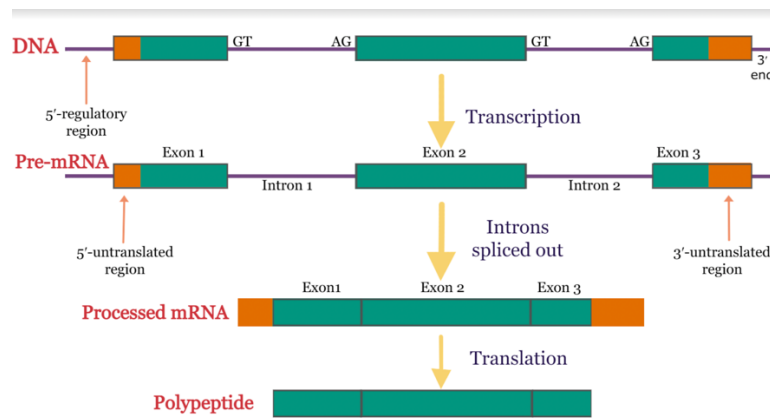 DNA
GT
AG
GT
AG
3′
end
5′-regulatory
region
Transcription
Pre-mRNA
Exon 1
Exon 2
Exon 3
Intron 1
Intron 2
5′-untranslated
region
Introns
spliced out
3′-untranslated
region
Exon1
Exon 2
Exon 3
Processed mRNA
Translation
Polypeptide